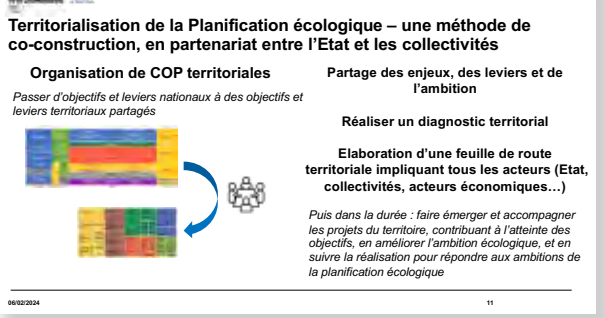 Territorialisation de la Planification écologique – une méthode de
co-construction, en partenariat entre l’Etat et les collectivités
Organisation de COP territoriales
Passer d’objectifs et leviers nationaux à des objectifs et
leviers territoriaux partagés
Partage des enjeux, des leviers et de
l’ambition
Réaliser un diagnostic territorial
Elaboration d’une feuille de route
territoriale impliquant tous les acteurs (Etat,
collectivités, acteurs économiques…)
Puis dans la durée : faire émerger et accompagner
les projets du territoire, contribuant à l’atteinte des
objectifs, en améliorer l’ambition écologique, et en
suivre la réalisation pour répondre aux ambitions de
la planification écologique
06/02/2024
11